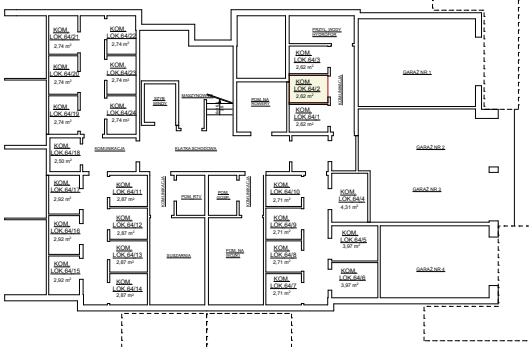 KOM.
LOK.64/21
2,74 m²
KOM.
LOK.64/22
2,74 m²
KOM.
LOK.64/20
2,74 m²
KOM.
LOK.64/23
2,74 m²
KOM.
LOK.64/19
2,74 m²
KOM.
LOK.64/24
2,74 m²
KOM.
LOK.64/18
2,50 m²
KOMUNIKACJA
SZYB
WINDY
MASZYNOWNIA
KLATKA SCHODOWA
POM. NA
ROWERY
PRZYŁ. WODY
HYDROFOR
KOM.
LOK.64/3
2,62 m²
KOM.
LOK.64/2
2,62 m²
KOM.
LOK.64/1
2,62 m²
KOMUNIKACJA
GARAŻ NR.1
GARAŻ NR.2
GARAŻ NR.3
KOM.
LOK.64/17
2,92 m²
KOM.
LOK.64/11
2,87 m²
KOMUNIKACJA
POM. RTV
POM.
KOMUNIKACJA
KOM.
LOK.64/10
2,71 m²
KOM.
LOK.64/4
4,31 m²
KOM.
LOK.64/16
2,92 m²
KOM.
LOK.64/12
2,87 m²
KOM.
LOK.64/9
2,71 m²
KOM.
LOK.64/5
3,97 m²
KOM.
LOK.64/15
2,92 m²
KOM.
LOK.64/13
2,87 m²
SUSZARNIA
POM. NA
KOM.
LOK.64/8
2,71 m²
KOM.
LOK.64/6
3,97 m²
GARAŻ NR.4
KOM.
LOK.64/14
2,87 m²
KOM.
LOK.64/7
2,71 m²